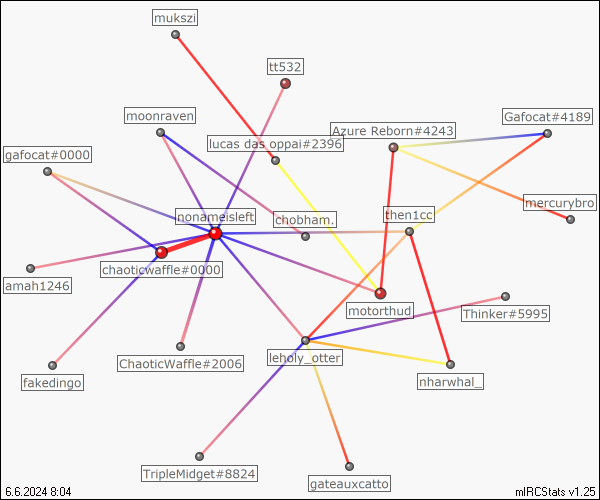 mukszi
tt532
moonraven
Azure Reborn#4243
Gafocat#4189
lucas das oppai#2396
gafocat#0000
mercurybro
nonameisleft
chobham.
then1cc
chaoticwaffle#0000
amah1246
motorthud
Thinker#5995
leholy_otter
ChaoticWaffle#2006
fakedingo
nharwhal_
TripleMidget#8824
gateauxcatto
6.6.2024 8:04
mIRCStats v1.25